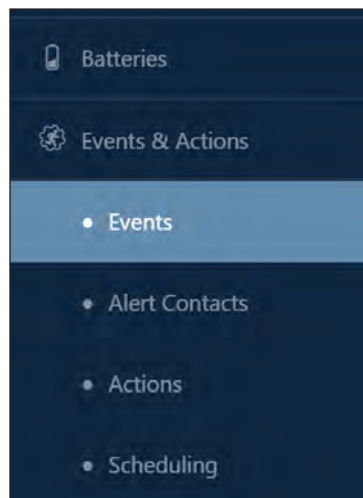 Batteries
Events & Actions
Events
Alert Contacts
Actions
Scheduling